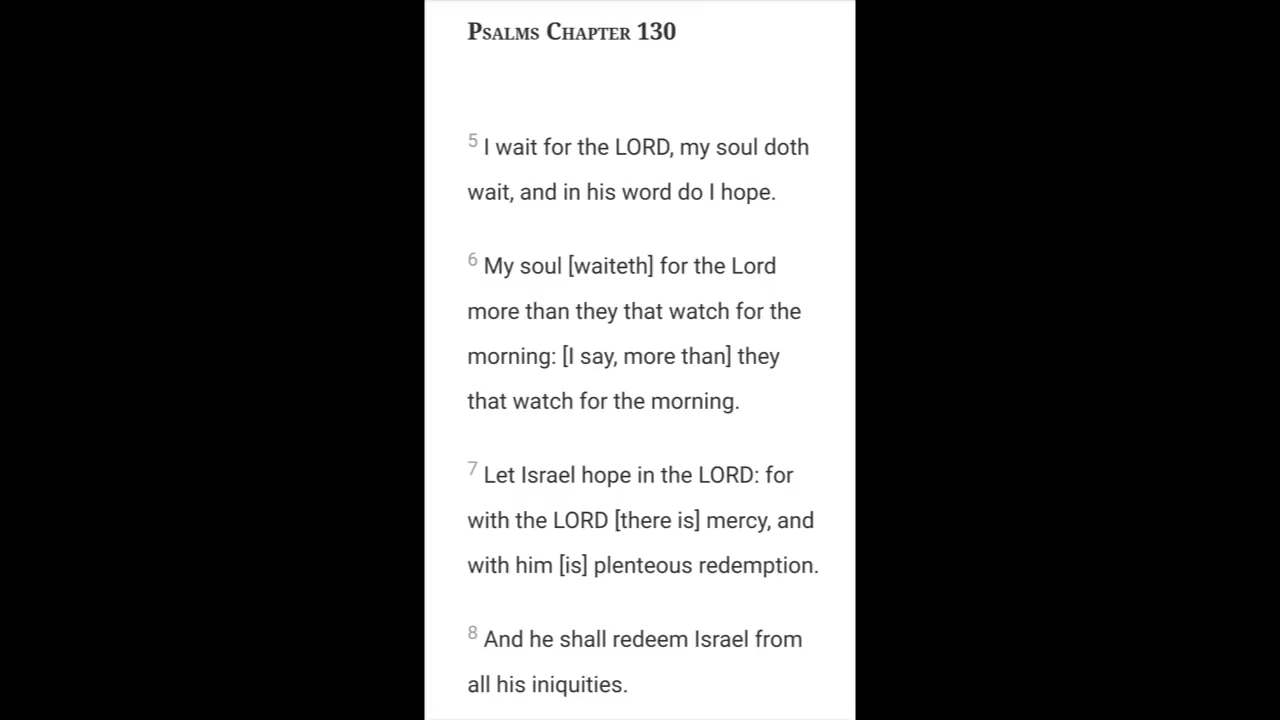 Psalms Chapter 130
5 I wait for the LORD, my soul doth
wait, and in his word do I hope.
6 My soul [waiteth] for the Lord
more than they that watch for the
morning: [I say, more than] they
that watch for the morning.
7 Let Israel hope in the LORD: for
with the LORD [there is] mercy, and
with him [is] plenteous redemption.
8 And he shall redeem Israel from
all his iniquities.